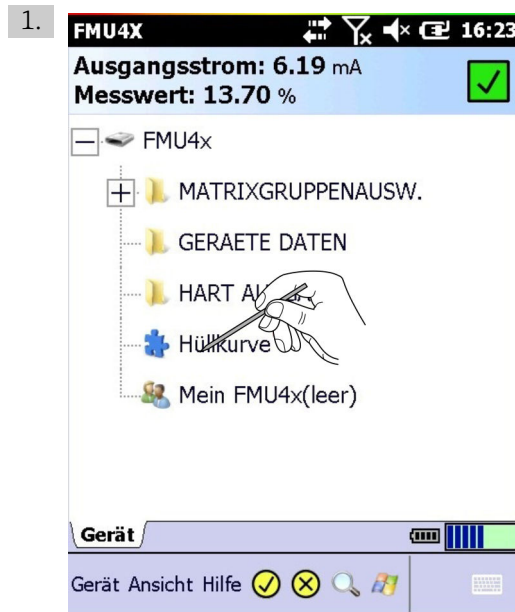 1.
FMU4X 16:23
Ausgangsstrom: 6.19 mA
Messwert: 13.70 %
FMU4x
MATRIXGRUPPENAUSW.
GERAETE DATEN
HART
Hüllkurve
Mein FMU4x(leer)
Gerät
Gerät Ansicht Hilfe